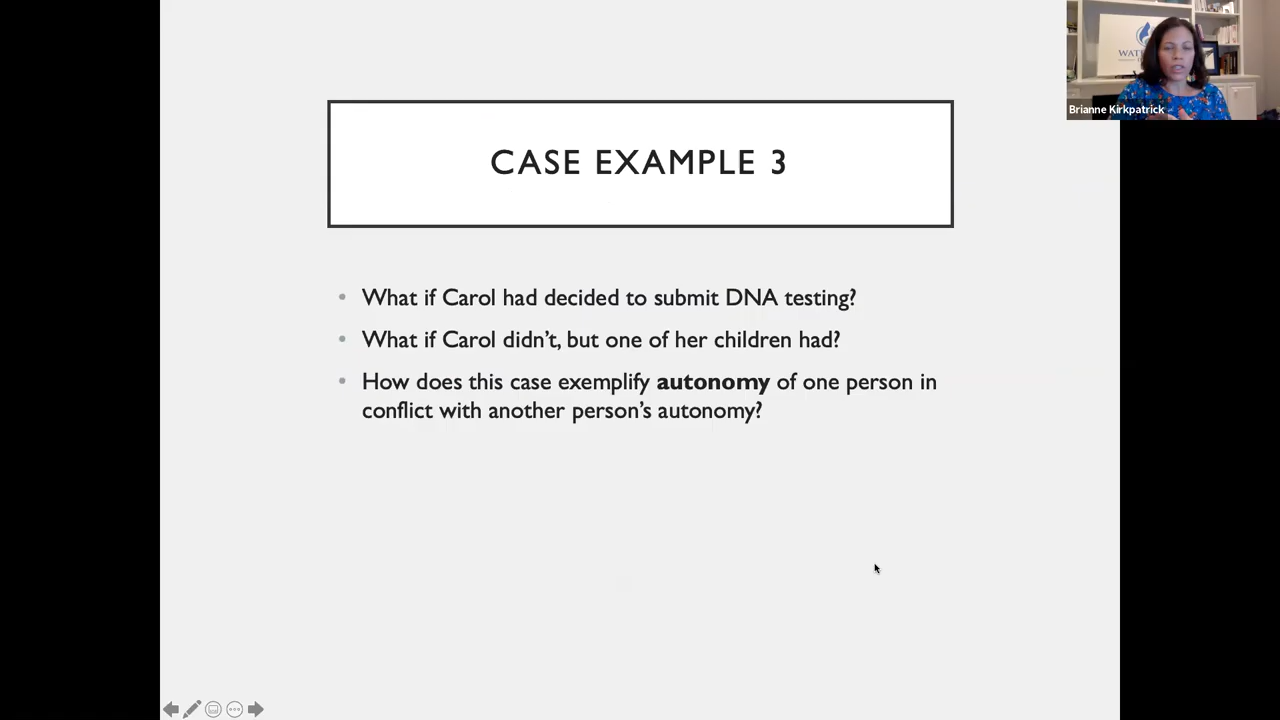 WAT
Brianne Kirkpatrick
CASE EXAMPLE 3
• What if Carol had decided to submit DNA testing?
• What if Carol didn’t, but one of her children had?
• How does this case exemplify autonomy of one person in
conflict with another person’s autonomy?